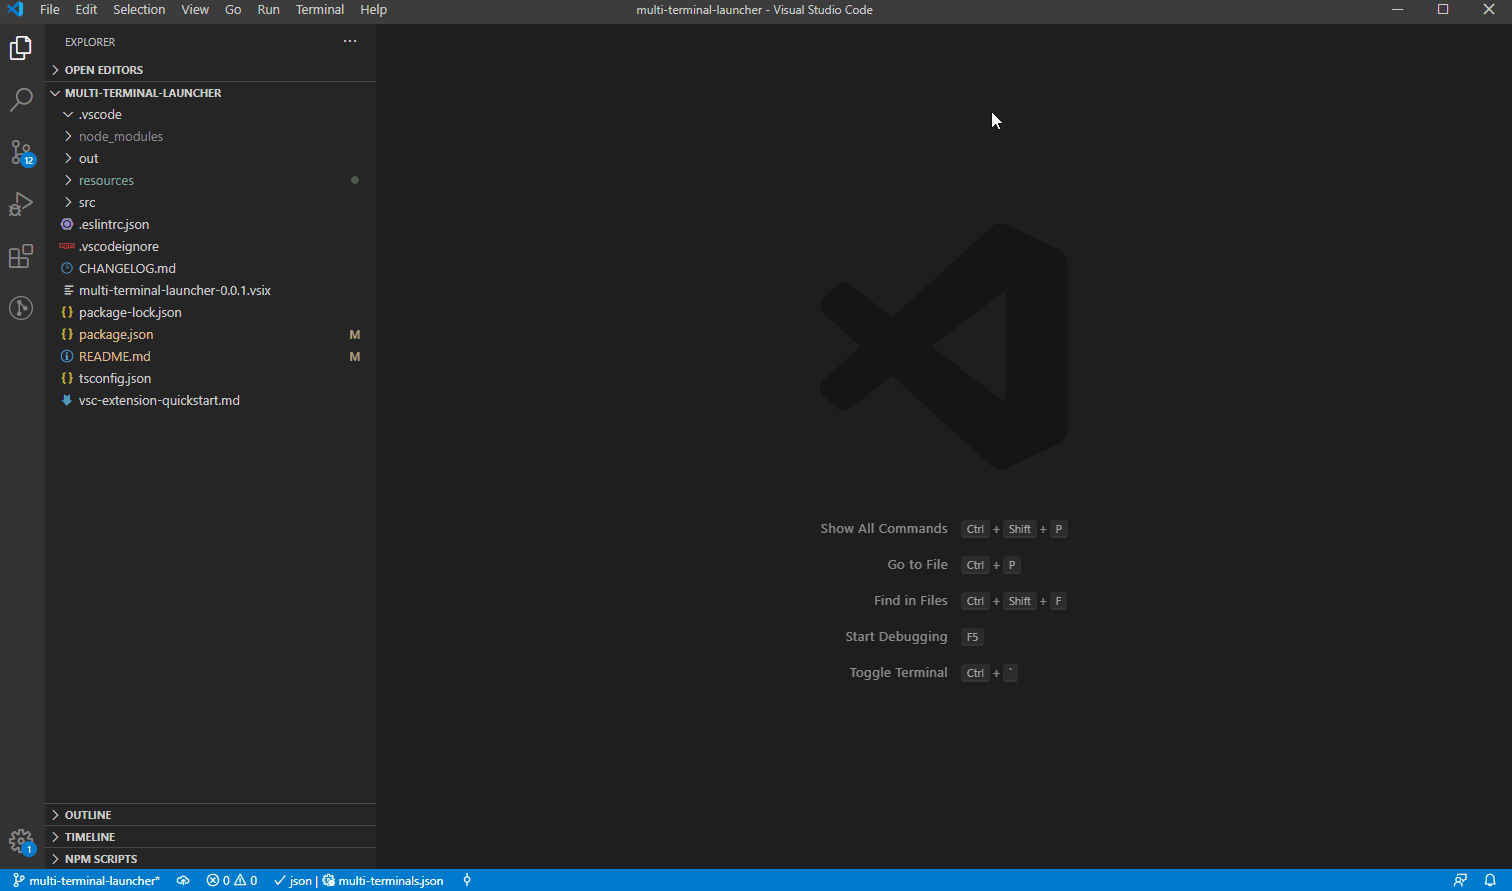 File Edit Selection View Go Run Terminal Help
multi-terminal-launcher - Visual Studio Code
EXPLORER
OPEN EDITORS
MULTI-TERMINAL-LAUNCHER
.vscode
node_modules
out
resources
src
.eslintrc.json
.vscodeignore
CHANGELOG.md
multi-terminal-launcher-0.0.1.vsix
package-lock.json
package.json M
README.md M
tsconfig.json
vsc-extension-quickstart.md
12
Show All Commands Ctrl + Shift + P
Go to File Ctrl + P
Find in Files Ctrl + Shift + F
Start Debugging F5
Toggle Terminal Ctrl + `
OUTLINE
TIMELINE
NPM SCRIPTS
1
multi-terminal-launcher* 0 0 json | multi-terminals.json